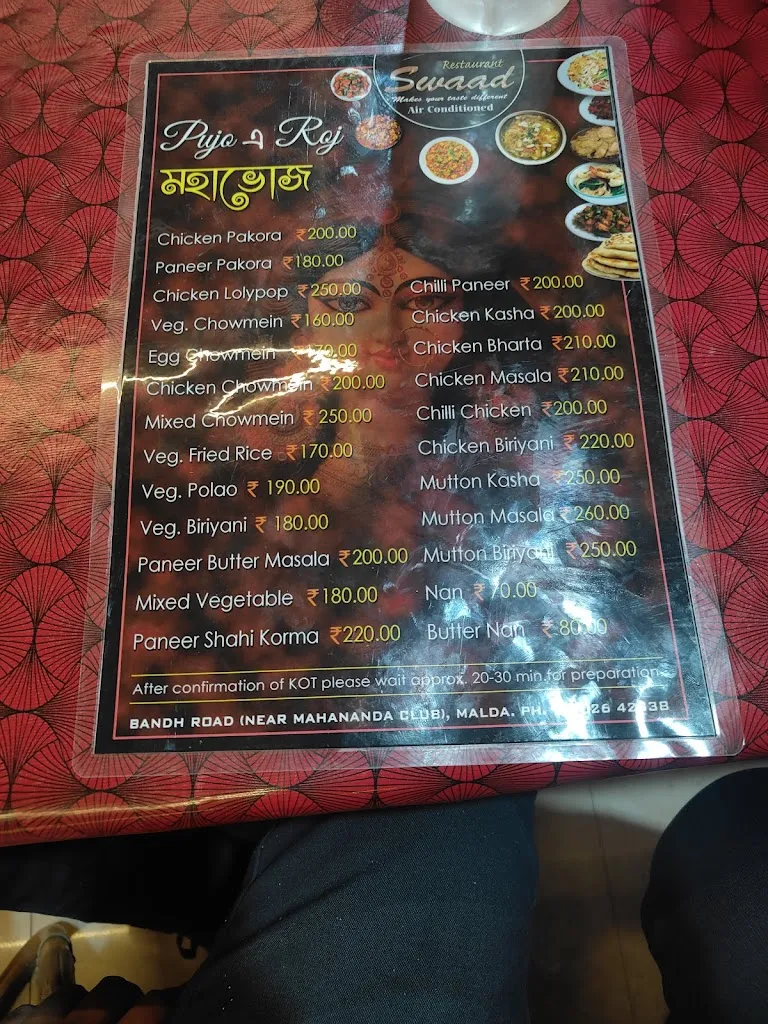 Restaurant
Swaad
Makes your taste different
Air Conditioned
Pujo এ Roj
মহাভোজ
Chicken Pakora ₹200.00
Paneer Pakora ₹180.00
Chicken Lolypop ₹250.00
Veg. Chowmein ₹160.00
Egg Chowmein ₹170.00
Chicken Chowmein ₹200.00
Mixed Chowmein ₹250.00
Veg. Fried Rice ₹170.00
Veg. Polao ₹190.00
Veg. Biriyani ₹180.00
Paneer Butter Masala ₹200.00
Mixed Vegetable ₹180.00
Paneer Shahi Korma ₹220.00
Chilli Paneer ₹200.00
Chicken Kasha ₹200.00
Chicken Bharta ₹210.00
Chicken Masala ₹210.00
Chilli Chicken ₹200.00
Chicken Biriyani ₹220.00
Mutton Kasha ₹250.00
Mutton Masala ₹260.00
Mutton Biriyani ₹250.00
Nan ₹70.00
Butter Nan ₹80.00
After confirmation of KOT please wait approx. 20-30 min for preparation
BANDH ROAD (NEAR MAHANANDA CLUB), MALDA. PH.